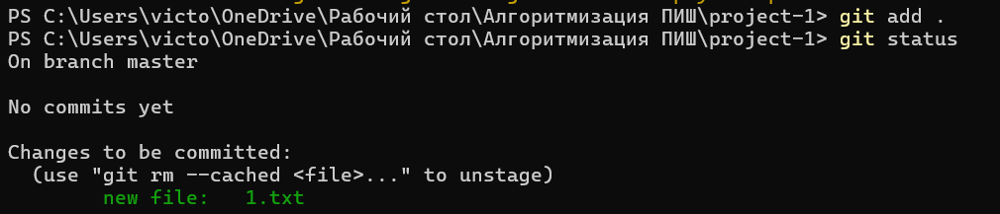 PS C:\Users\victo\OneDrive\Рабочий стол\Алгоритмизация ПИШ\project-1> git add .
PS C:\Users\victo\OneDrive\Рабочий стол\Алгоритмизация ПИШ\project-1> git status
On branch master
No commits yet
Changes to be committed:
  (use "git rm --cached <file>..." to unstage)
        new file:   1.txt